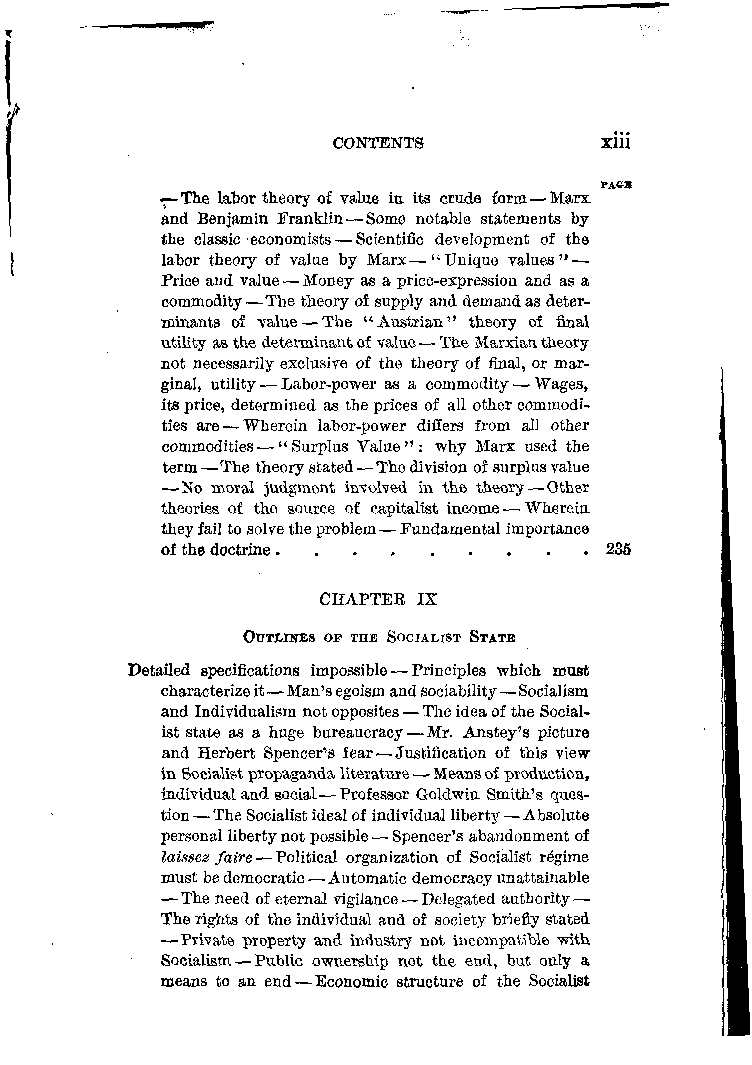 CONTENTS xiii
PAGE
—The labor theory of value in its crude form—Marx
and Benjamin Franklin—Some notable statements by
the classic economists—Scientific development of the
labor theory of value by Marx—"Unique values"—
Price and value—Money as a price-expression and as a
commodity—The theory of supply and demand as deter-
minants of value—The "Austrian" theory of final
utility as the determinant of value—The Marxian theory
not necessarily exclusive of the theory of final, or mar-
ginal, utility—Labor-power as a commodity—Wages,
its price, determined as the prices of all other commodi-
ties are—Wherein labor-power differs from all other
commodities—"Surplus Value": why Marx used the
term—The theory stated—The division of surplus value
—No moral judgment involved in the theory—Other
theories of the source of capitalist income—Wherein
they fail to solve the problem—Fundamental importance
of the doctrine . . . . . . . . . 235
CHAPTER IX
OUTLINES OF THE SOCIALIST STATE
Detailed specifications impossible—Principles which must
characterize it—Man's egoism and sociability—Socialism
and Individualism not opposites—The idea of the Social-
ist state as a huge bureaucracy—Mr. Anstey's picture
and Herbert Spencer's fear—Justification of this view
in Socialist propaganda literature—Means of production,
individual and social—Professor Goldwin Smith's ques-
tion—The Socialist ideal of individual liberty—Absolute
personal liberty not possible—Spencer's abandonment of
laissez faire—Political organization of Socialist régime
must be democratic—Automatic democracy unattainable
—The need of eternal vigilance—Delegated authority—
The rights of the individual and of society briefly stated
—Private property and industry not incompatible with
Socialism—Public ownership not the end, but only a
means to an end—Economic structure of the Socialist